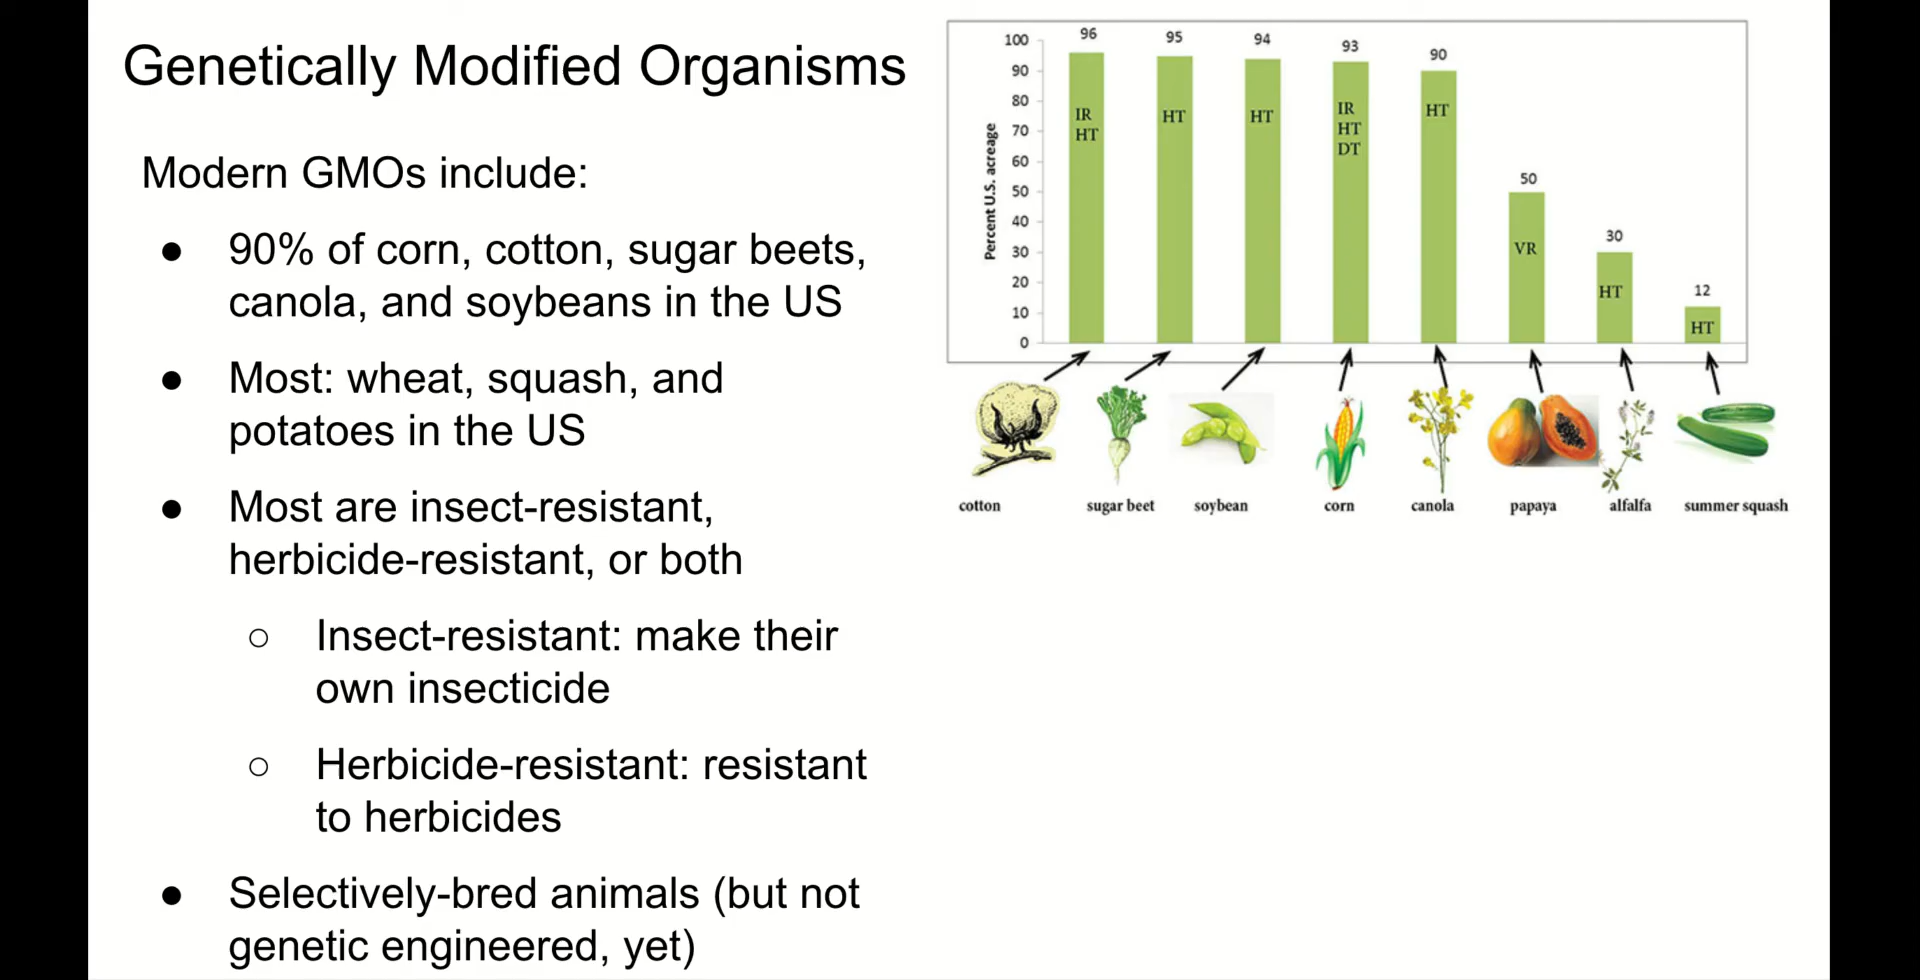 Genetically Modified Organisms
Modern GMOs include:
● 90% of corn, cotton, sugar beets,
canola, and soybeans in the US
● Most: wheat, squash, and
potatoes in the US
● Most are insect-resistant,
herbicide-resistant, or both
○ Insect-resistant: make their
own insecticide
○ Herbicide-resistant: resistant
to herbicides
● Selectively-bred animals (but not
genetic engineered, yet)
Percent U.S. acreage
100
90
80
70
60
50
40
30
20
10
0
96
IR
HT
95
HT
94
HT
93
IR
HT
DT
90
HT
50
VR
30
HT
12
HT
cotton
sugar beet
soybean
corn
canola
papaya
alfalfa
summer squash